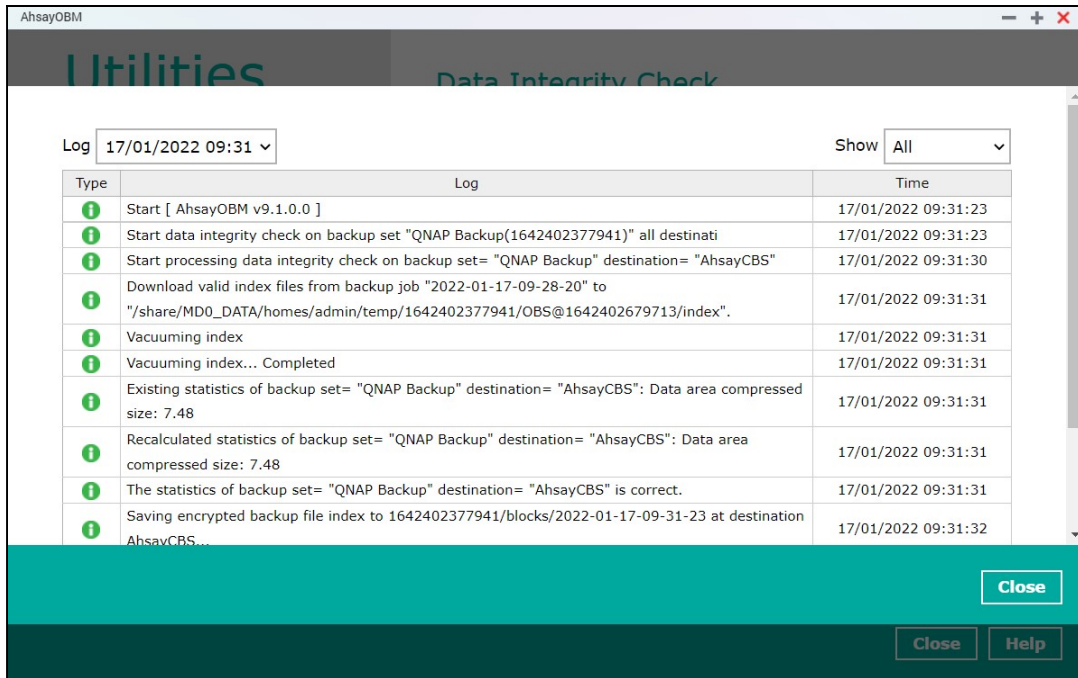 AhsayOBM
Utilities
Data Integrity Check
Log 17/01/2022 09:31 Show All
Type Log Time
Start [ AhsayOBM v9.1.0.0 ] 17/01/2022 09:31:23
Start data integrity check on backup set "QNAP Backup(1642402377941)" all destinati 17/01/2022 09:31:23
Start processing data integrity check on backup set= "QNAP Backup" destination= "AhsayCBS" 17/01/2022 09:31:30
Download valid index files from backup job "2022-01-17-09-28-20" to
"/share/MD0_DATA/homes/admin/temp/1642402377941/OBS@1642402679713/index". 17/01/2022 09:31:31
Vacuuming index 17/01/2022 09:31:31
Vacuuming index... Completed 17/01/2022 09:31:31
Existing statistics of backup set= "QNAP Backup" destination= "AhsayCBS": Data area compressed
size: 7.48 17/01/2022 09:31:31
Recalculated statistics of backup set= "QNAP Backup" destination= "AhsayCBS": Data area
compressed size: 7.48 17/01/2022 09:31:31
The statistics of backup set= "QNAP Backup" destination= "AhsayCBS" is correct. 17/01/2022 09:31:31
Saving encrypted backup file index to 1642402377941/blocks/2022-01-17-09-31-23 at destination
AhsayCBS... 17/01/2022 09:31:32
Close
Close Help